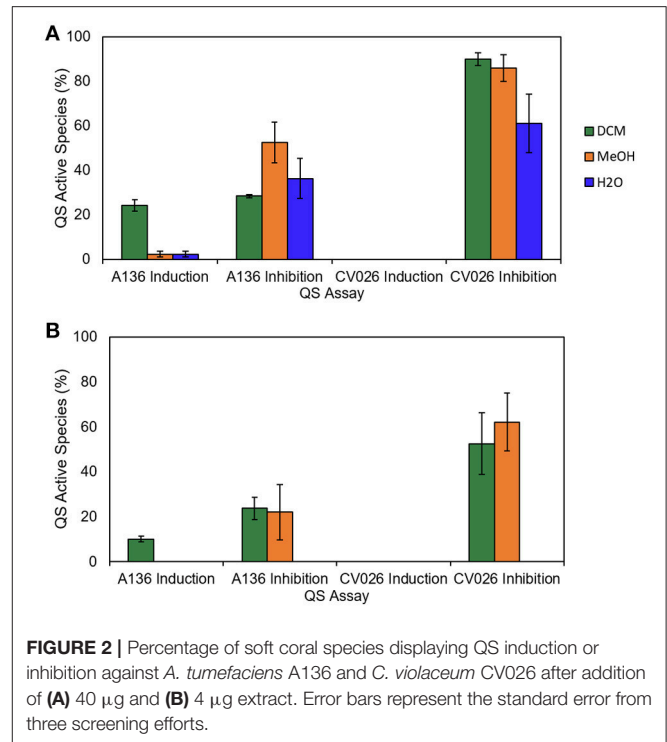 A
100
80
60
40
20
0
QS Active Species (%)
A136 Induction A136 Inhibition CV026 Induction CV026 Inhibition
QS Assay
DCM
MeOH
H2O
B
100
80
60
40
20
0
QS Active Species (%)
A136 Induction A136 Inhibition CV026 Induction CV026 Inhibition
QS Assay
FIGURE 2 | Percentage of soft coral species displaying QS induction or
inhibition against A. tumefaciens A136 and C. violaceum CV026 after addition
of (A) 40 μg and (B) 4 μg extract. Error bars represent the standard error from
three screening efforts.